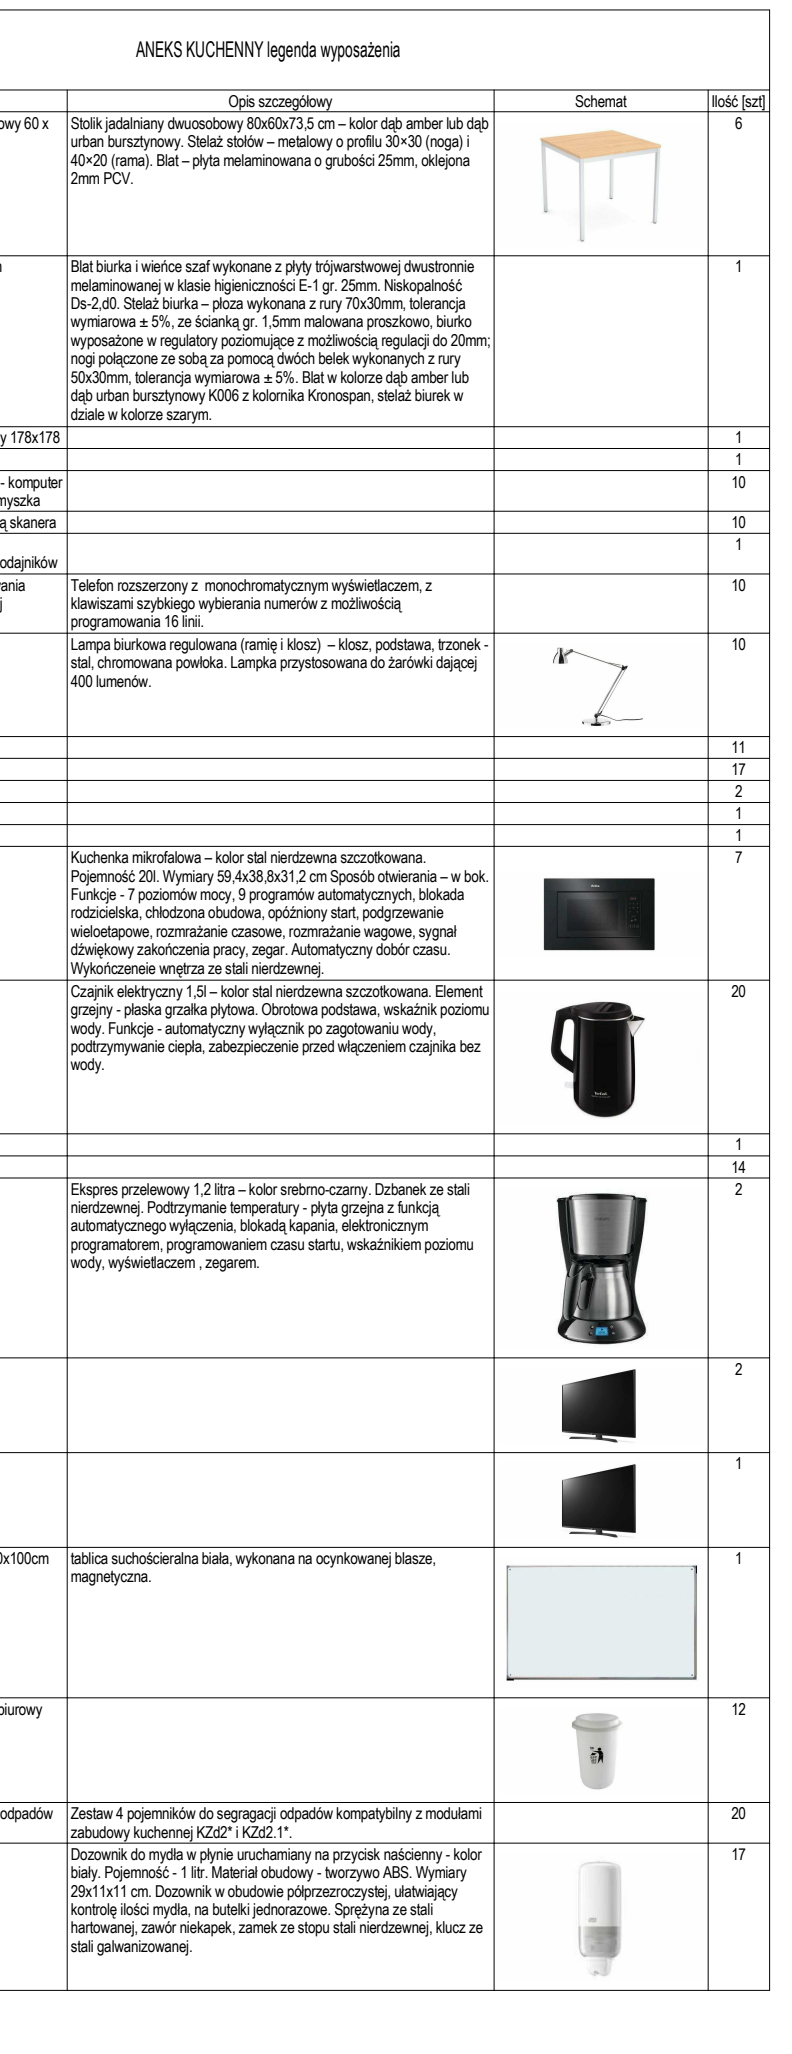 ANEKS KUCHENNY legenda wyposażenia
Opis szczegółowy
Schemat
Ilość [szt]
owy 60 x
Stolik jadalniany dwuosobowy 80x60x73,5 cm – kolor dąb amber lub dąb
urban bursztynowy. Stelaż stołów – metalowy o profilu 30×30 (noga) i
40×20 (rama). Blat – płyta melaminowana o grubości 25mm, oklejona
2mm PCV.
6
Blat biurka i wieńce szaf wykonane z płyty trójwarstwowej dwustronnie
melaminowanej w klasie higieniczności E-1 gr. 25mm. Niskopalność
Ds-2,d0. Stelaż biurka – płoza wykonana z rury 70x30mm, tolerancja
wymiarowa ± 5%, ze ścianką gr. 1,5mm malowana proszkowo, biurko
wyposażone w regulatory poziomujące z możliwością regulacji do 20mm;
nogi połączone ze sobą za pomocą dwóch belek wykonanych z rury
50x30mm, tolerancja wymiarowa ± 5%. Blat w kolorze dąb amber lub
dąb urban bursztynowy K006 z kolornika Kronospan, stelaż biurek w
dziale w kolorze szarym.
1
y 178x178
1
1
- komputer
myszka
10
ą skanera
10
odajników
1
ania
j
Telefon rozszerzony z monochromatycznym wyświetlaczem, z
klawiszami szybkiego wybierania numerów z możliwością
programowania 16 linii.
10
Lampa biurkowa regulowana (ramię i klosz) – klosz, podstawa, trzonek -
stal, chromowana powłoka. Lampka przystosowana do żarówki dającej
400 lumenów.
10
11
17
2
1
1
Kuchenka mikrofalowa – kolor stal nierdzewna szczotkowana.
Pojemność 20l. Wymiary 59,4x38,8x31,2 cm Sposób otwierania – w bok.
Funkcje - 7 poziomów mocy, 9 programów automatycznych, blokada
rodzicielska, chłodzona obudowa, opóźniony start, podgrzewanie
wieloetapowe, rozmrażanie czasowe, rozmrażanie wagowe, sygnał
dźwiękowy zakończenia pracy, zegar. Automatyczny dobór czasu.
Wykończeneie wnętrza ze stali nierdzewnej.
7
Czajnik elektryczny 1,5l – kolor stal nierdzewna szczotkowana. Element
grzejny - płaska grzałka płytowa. Obrotowa podstawa, wskaźnik poziomu
wody. Funkcje - automatyczny wyłącznik po zagotowaniu wody,
podtrzymywanie ciepła, zabezpieczenie przed włączeniem czajnika bez
wody.
20
1
14
Ekspres przelewowy 1,2 litra – kolor srebrno-czarny. Dzbanek ze stali
nierdzewnej. Podtrzymanie temperatury - płyta grzejna z funkcją
automatycznego wyłączenia, blokadą kapania, elektronicznym
programatorem, programowaniem czasu startu, wskaźnikiem poziomu
wody, wyświetlaczem , zegarem.
2
2
1
0x100cm
tablica suchościeralna biała, wykonana na ocynkowanej blasze,
magnetyczna.
1
biurowy
12
odpadów
Zestaw 4 pojemników do segragacji odpadów kompatybilny z modułami
zabudowy kuchennej KZd2* i KZd2.1*.
20
Dozownik do mydła w płynie uruchamiany na przycisk naścienny - kolor
biały. Pojemność - 1 litr. Materiał obudowy - tworzywo ABS. Wymiary
29x11x11 cm. Dozownik w obudowie półprzezroczystej, ułatwiający
kontrolę ilości mydła, na butelki jednorazowe. Sprężyna ze stali
hartowanej, zawór niekapek, zamek ze stopu stali nierdzewnej, klucz ze
stali galwanizowanej.
17